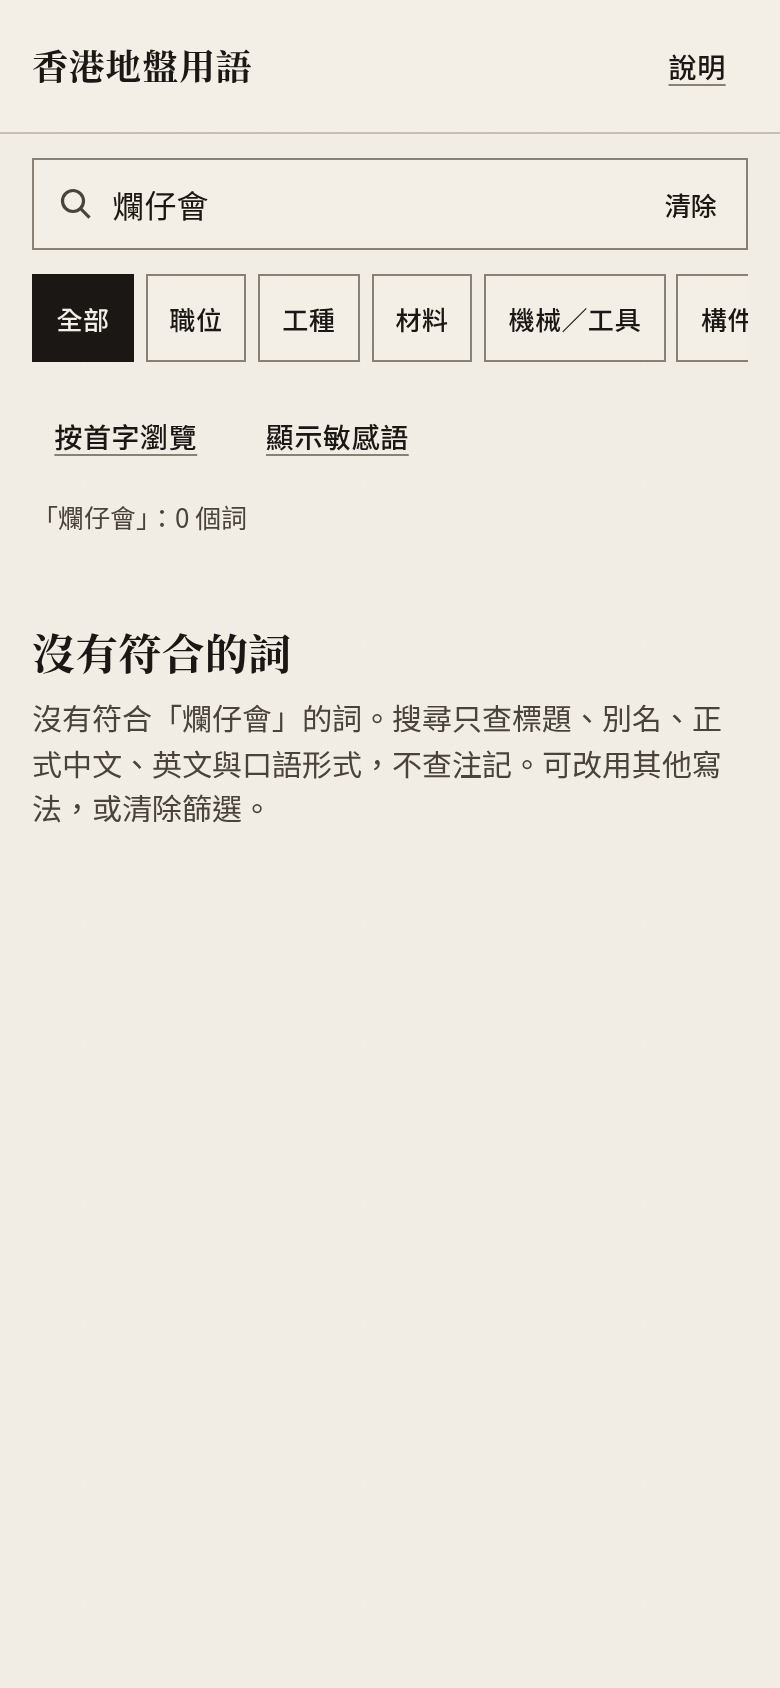 香港地盤用語
說明
爛仔會
清除
全部
職位
工種
材料
機械／工具
構件
按首字瀏覽
顯示敏感語
「爛仔會」：0 個詞
沒有符合的詞
沒有符合「爛仔會」的詞。搜尋只查標題、別名、正
式中文、英文與口語形式，不查注記。可改用其他寫
法，或清除篩選。